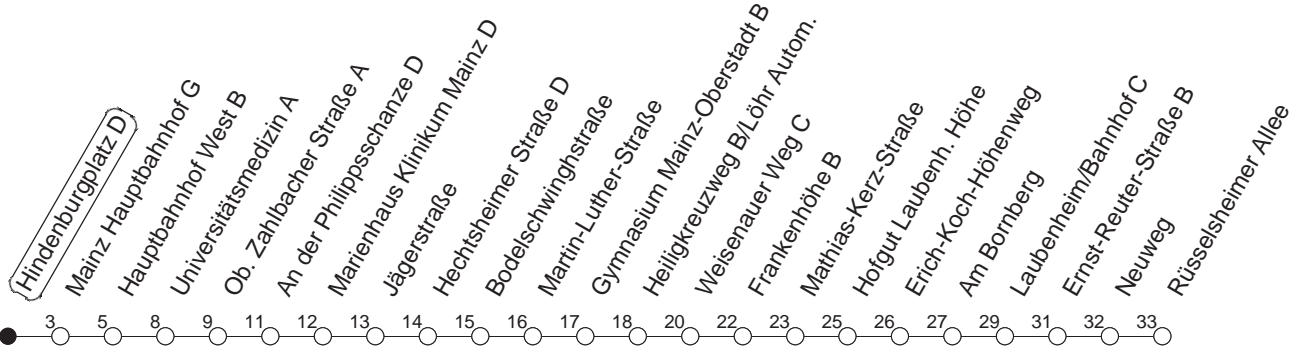 Hindenburgplatz D
Mainz Hauptbahnhof G
Hauptbahnhof West B
Universitätsmedizin A
Ob. Zahlbacher Straße A
An der Philippsschanze D
Marienhaus Klinikum Mainz D
Jägerstraße
Hechtsheimer Straße D
Bodelschwinghstraße
Martin-Luther-Straße
Gymnasium Mainz-Oberstadt B
Heiligkreuzweg B/Löhr Autom.
Weisenauer Weg C
Frankenhöhe B
Mathias-Kerz-Straße
Hofgut Laubenh. Höhe
Erich-Koch-Höhenweg
Am Bornberg
Laubenheim/Bahnhof C
Ernst-Reuter-Straße B
Neuweg
Rüsselsheimer Allee
3 5 8 9 11 12 13 14 15 16 17 18 20 22 23 25 26 27 29 31 32 33